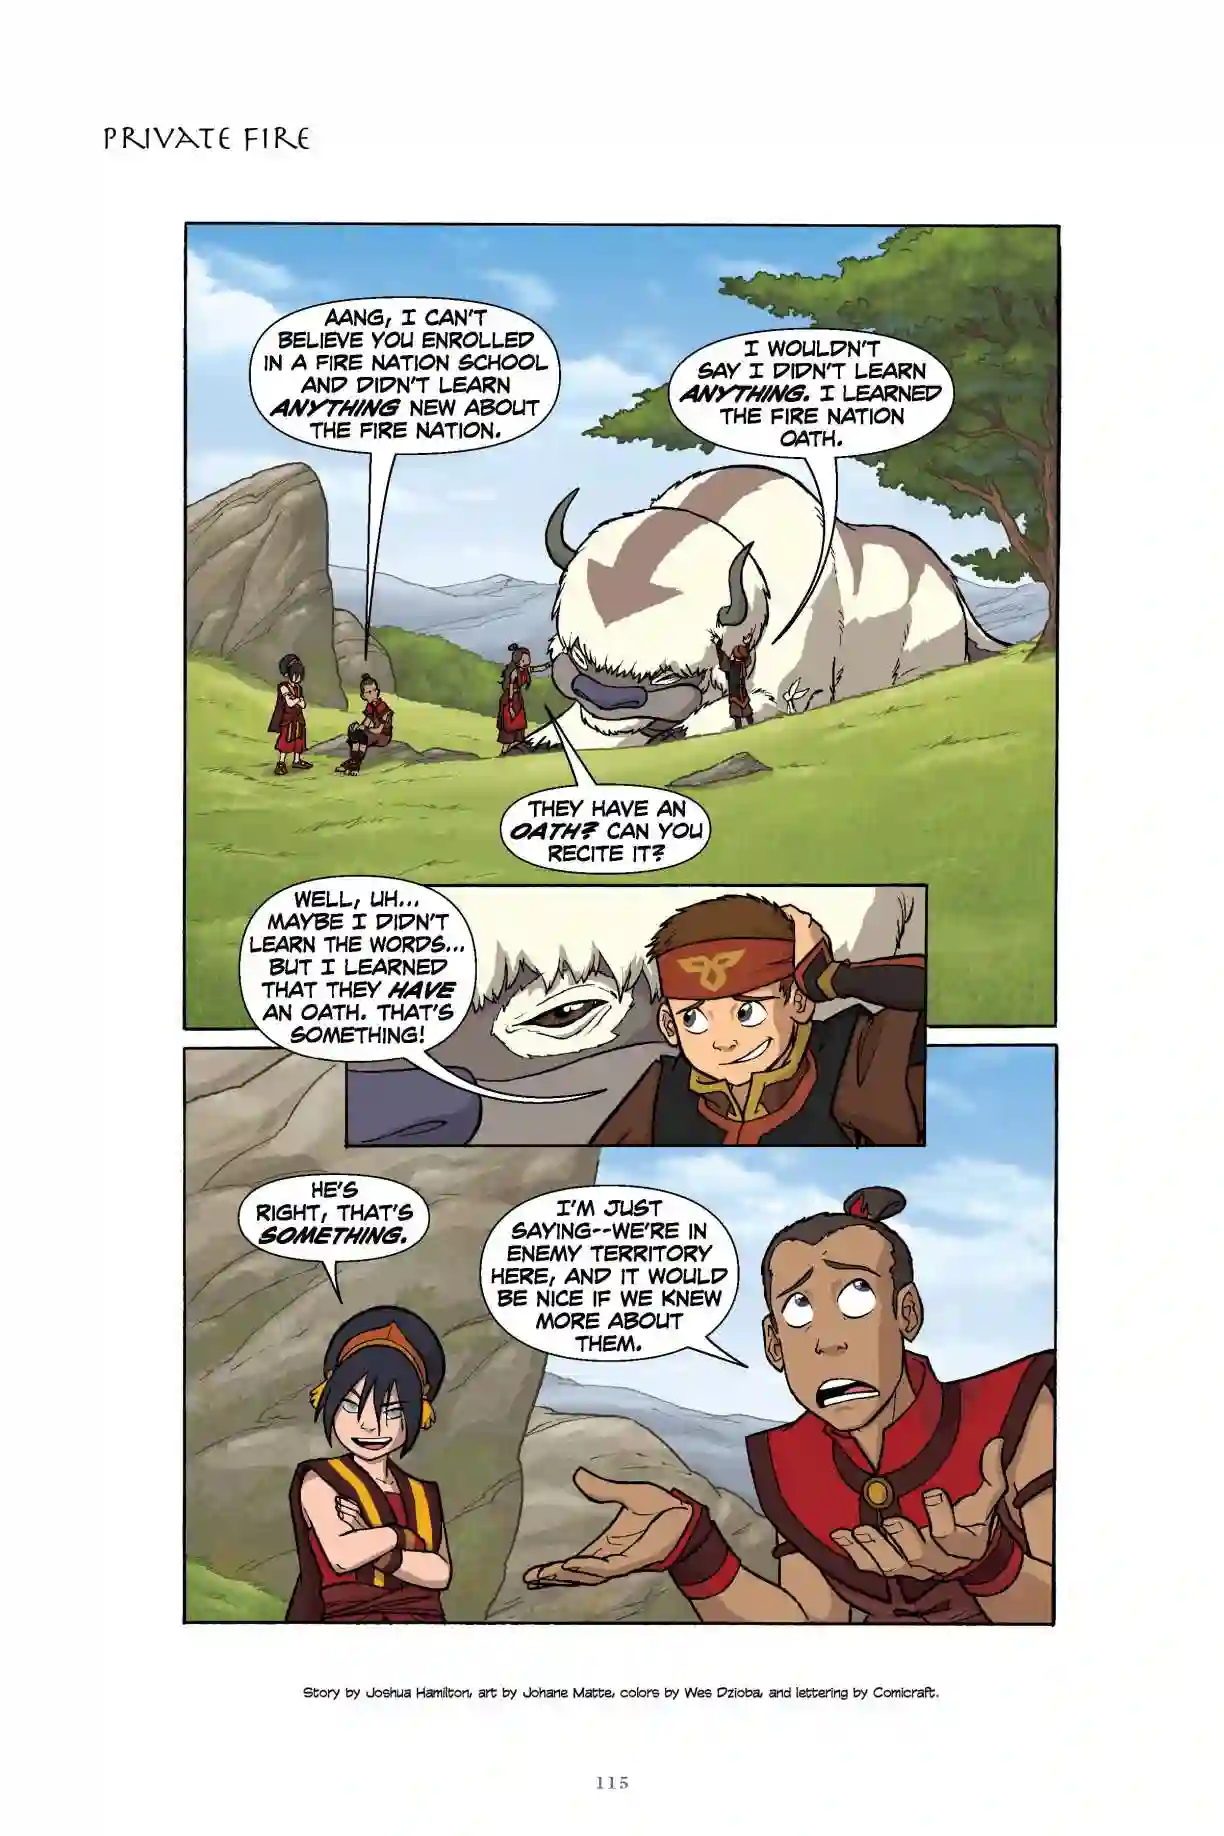 PRIVATE FIRE
AANG, I CAN'T
BELIEVE YOU ENROLLED
IN A FIRE NATION SCHOOL
AND DIDN'T LEARN
ANYTHING NEW ABOUT
THE FIRE NATION.
I WOULDN'T
SAY I DIDN'T LEARN
ANYTHING. I LEARNED
THE FIRE NATION
OATH.
THEY HAVE AN
OATH? CAN YOU
RECITE IT?
WELL, UH...
MAYBE I DIDN'T
LEARN THE WORDS...
BUT I LEARNED
THAT THEY HAVE
AN OATH. THAT'S
SOMETHING!
HE'S
RIGHT, THAT'S
SOMETHING.
I'M JUST
SAYING--WE'RE IN
ENEMY TERRITORY
HERE, AND IT WOULD
BE NICE IF WE KNEW
MORE ABOUT
THEM.
Story by Joshua Hamilton, art by Johane Matte, colors by Wes Dzioba, and lettering by Comicraft.
115